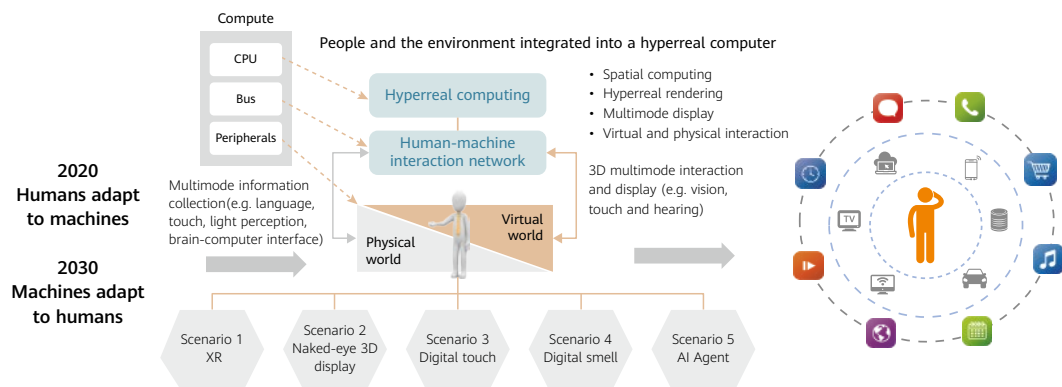 Compute
CPU
Bus
Peripherals
People and the environment integrated into a hyperreal computer
Hyperreal computing
Human-machine
interaction network
• Spatial computing
• Hyperreal rendering
• Multimode display
• Virtual and physical interaction
2020
Humans adapt
to machines
2030
Machines adapt
to humans
Multimode information
collection(e.g. language,
touch, light perception,
brain-computer interface)
Physical
world
Virtual
world
3D multimode interaction
and display (e.g. vision,
touch and hearing)
Scenario 1
XR
Scenario 2
Naked-eye 3D
display
Scenario 3
Digital touch
Scenario 4
Digital smell
Scenario 5
AI Agent
TV